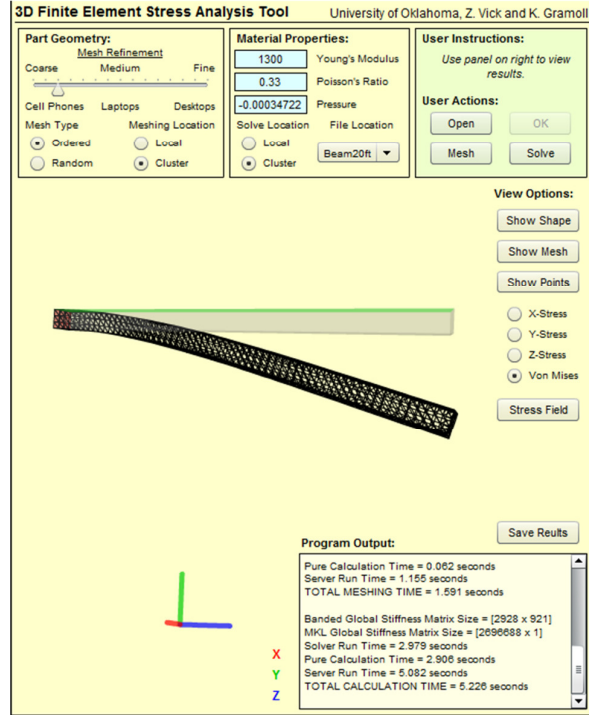 3D Finite Element Stress Analysis Tool
University of Oklahoma, Z. Vick and K. Gramoll
Part Geometry:
Mesh Refinement
Coarse Medium Fine
Cell Phones Laptops Desktops
Mesh Type Meshing Location
Ordered Local
Random Cluster
Material Properties:
1300 Young's Modulus
0.33 Poisson's Ratio
-0.00034722 Pressure
Solve Location File Location
Local
Cluster
Beam20ft
User Instructions:
Use panel on right to view
results.
User Actions:
Open OK
Mesh Solve
View Options:
Show Shape
Show Mesh
Show Points
X-Stress
Y-Stress
Z-Stress
Von Mises
Stress Field
Save Reults
X
Y
Z
Program Output:
Pure Calculation Time = 0.062 seconds
Server Run Time = 1.155 seconds
TOTAL MESHING TIME = 1.591 seconds
Banded Global Stiffness Matrix Size = [2928 x 921]
MKL Global Stiffness Matrix Size = [2696688 x 1]
Solver Run Time = 2.979 seconds
Pure Calculation Time = 2.906 seconds
Server Run Time = 5.082 seconds
TOTAL CALCULATION TIME = 5.226 seconds